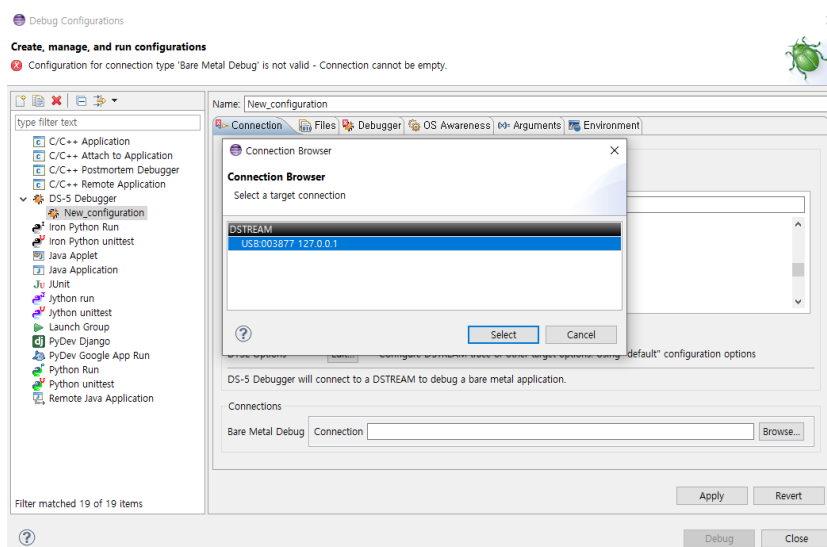 Debug Configurations
Create, manage, and run configurations
Configuration for connection type 'Bare Metal Debug' is not valid - Connection cannot be empty.
type filter text
C/C++ Application
C/C++ Attach to Application
C/C++ Postmortem Debugger
C/C++ Remote Application
DS-5 Debugger
New_configuration
Iron Python Run
Iron Python unittest
Java Applet
Java Application
JUnit
Jython run
Jython unittest
Launch Group
PyDev Django
PyDev Google App Run
Python Run
Python unittest
Remote Java Application
Filter matched 19 of 19 items
Name: New_configuration
Connection Files Debugger OS Awareness Arguments Environment
Connection Browser
Connection Browser
Select a target connection
DSTREAM
USB:003877 127.0.0.1
Select Cancel
"default" configuration options
DS-5 Debugger will connect to a DSTREAM to debug a bare metal application.
Connections
Bare Metal Debug Connection Browse...
Apply Revert
Debug Close